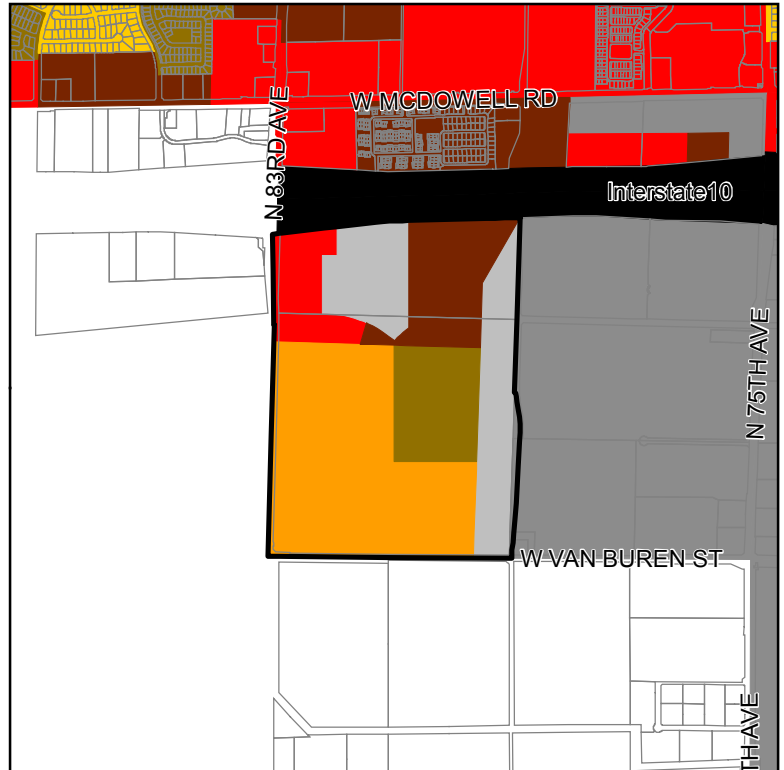 W MCDOWELL RD
N 83RD AVE
Interstate10
N 75TH AVE
W VAN BUREN ST
TH AVE